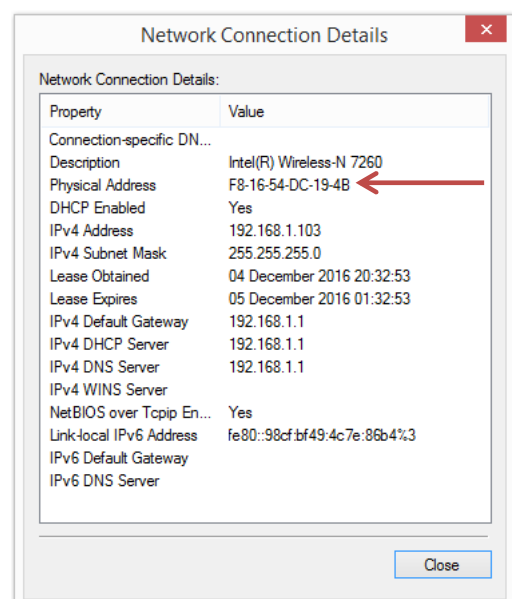 Network Connection Details
Network Connection Details:
Property Value
Connection-specific DN...
Description Intel(R) Wireless-N 7260
Physical Address F8-16-54-DC-19-4B
DHCP Enabled Yes
IPv4 Address 192.168.1.103
IPv4 Subnet Mask 255.255.255.0
Lease Obtained 04 December 2016 20:32:53
Lease Expires 05 December 2016 01:32:53
IPv4 Default Gateway 192.168.1.1
IPv4 DHCP Server 192.168.1.1
IPv4 DNS Server 192.168.1.1
IPv4 WINS Server
NetBIOS over Tcpip En... Yes
Link-local IPv6 Address fe80::98cf:bf49:4c7e:86b4%3
IPv6 Default Gateway
IPv6 DNS Server
Close